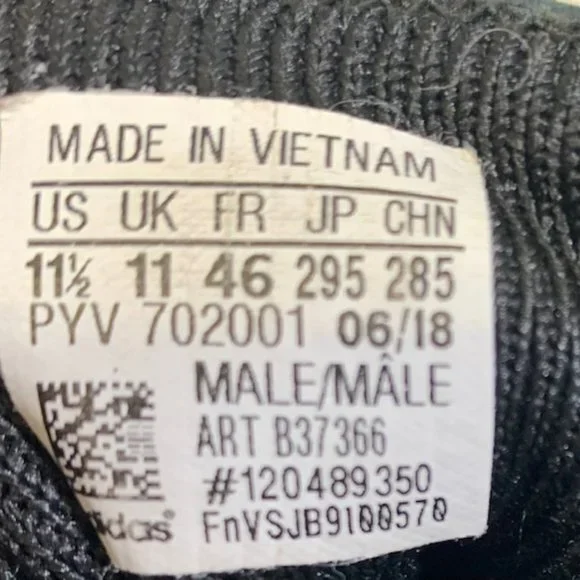 MADE IN VIETNAM
US UK FR JP CHN
11½ 11 46 295 285
PYV 702001 06/18
MALE/MÂLE
ART B37366
#120489350
adidas® FnVSJB9100570